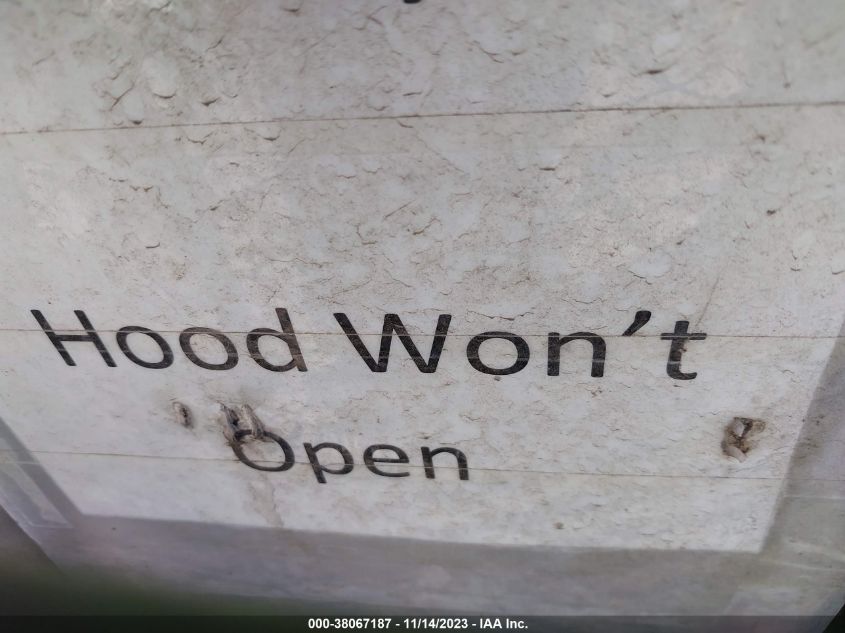 Hood Won't
Open
000-38067187 - 11/14/2023 - IAA Inc.